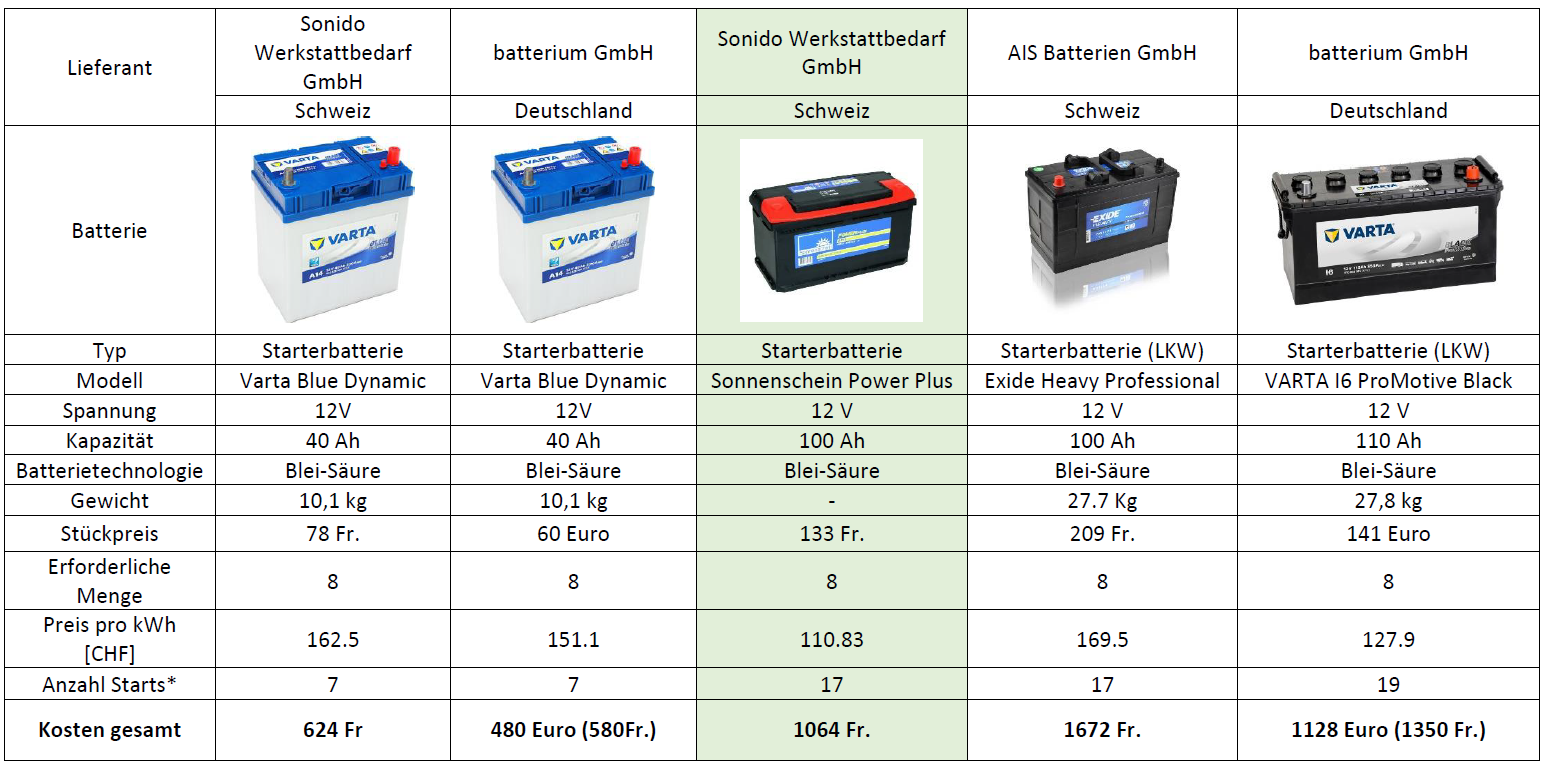 Lieferant
Sonido
Werkstattbedarf
GmbH
batterium GmbH
Sonido Werkstattbedarf
GmbH
AIS Batterien GmbH
batterium GmbH
Schweiz
Deutschland
Schweiz
Schweiz
Deutschland
Batterie
VARTA
VARTA
A14
VARTA
VARTA
A14
EXIDE
VARTA
VARTA
BLACK
I6
Typ Starterbatterie Starterbatterie Starterbatterie Starterbatterie (LKW) Starterbatterie (LKW)
Modell Varta Blue Dynamic Varta Blue Dynamic Sonnenschein Power Plus Exide Heavy Professional VARTA I6 ProMotive Black
Spannung 12V 12V 12 V 12 V 12 V
Kapazität 40 Ah 40 Ah 100 Ah 100 Ah 110 Ah
Batterietechnologie Blei-Säure Blei-Säure Blei-Säure Blei-Säure Blei-Säure
Gewicht 10,1 kg 10,1 kg - 27.7 Kg 27,8 kg
Stückpreis 78 Fr. 60 Euro 133 Fr. 209 Fr. 141 Euro
Erforderliche
Menge
8 8 8 8 8
Preis pro kWh
[CHF]
162.5 151.1 110.83 169.5 127.9
Anzahl Starts* 7 7 17 17 19
Kosten gesamt 624 Fr 480 Euro (580Fr.) 1064 Fr. 1672 Fr. 1128 Euro (1350 Fr.)